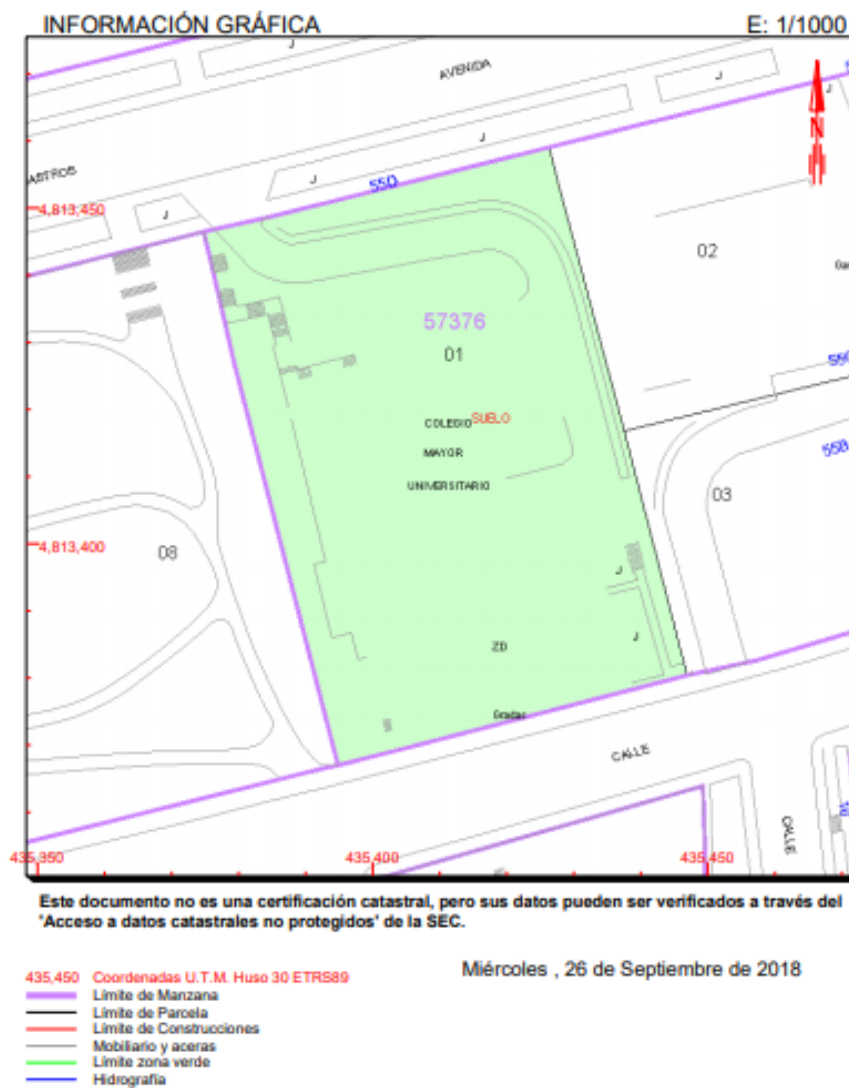 INFORMACIÓN GRÁFICA E: 1/1000
J
AVENIDA
J
J
J
N
ASTROS
J
550
4,813,450
J
02
57376
01
COLEGIO SUELO
MAYOR
UNIVERSITARIO
558
03
4,813,400
08
J
J
ZD
Gradas
CALLE
CALLE
435,350 435,400 435,450
Este documento no es una certificación catastral, pero sus datos pueden ser verificados a través del
'Acceso a datos catastrales no protegidos' de la SEC.
Miércoles , 26 de Septiembre de 2018
435,450 Coordenadas U.T.M. Huso 30 ETRS89
Límite de Manzana
Límite de Parcela
Límite de Construcciones
Mobiliario y aceras
Límite zona verde
Hidrografía